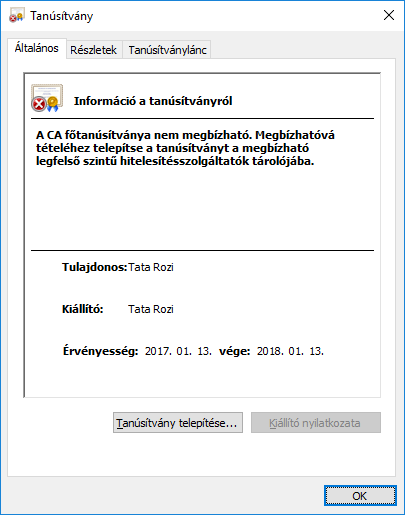 Tanúsítvány
Általános Részletek Tanúsítványlánc
Információ a tanúsítványról
A CA főtanúsítványa nem megbízható. Megbízhatóvá
tételéhez telepítse a tanúsítványt a megbízható
legfelső szintű hitelesítésszolgáltatók tárolójába.
Tulajdonos: Tata Rozi
Kiállító: Tata Rozi
Érvényesség: 2017. 01. 13. vége: 2018. 01. 13.
Tanúsítvány telepítése... Kiállító nyilatkozata
OK